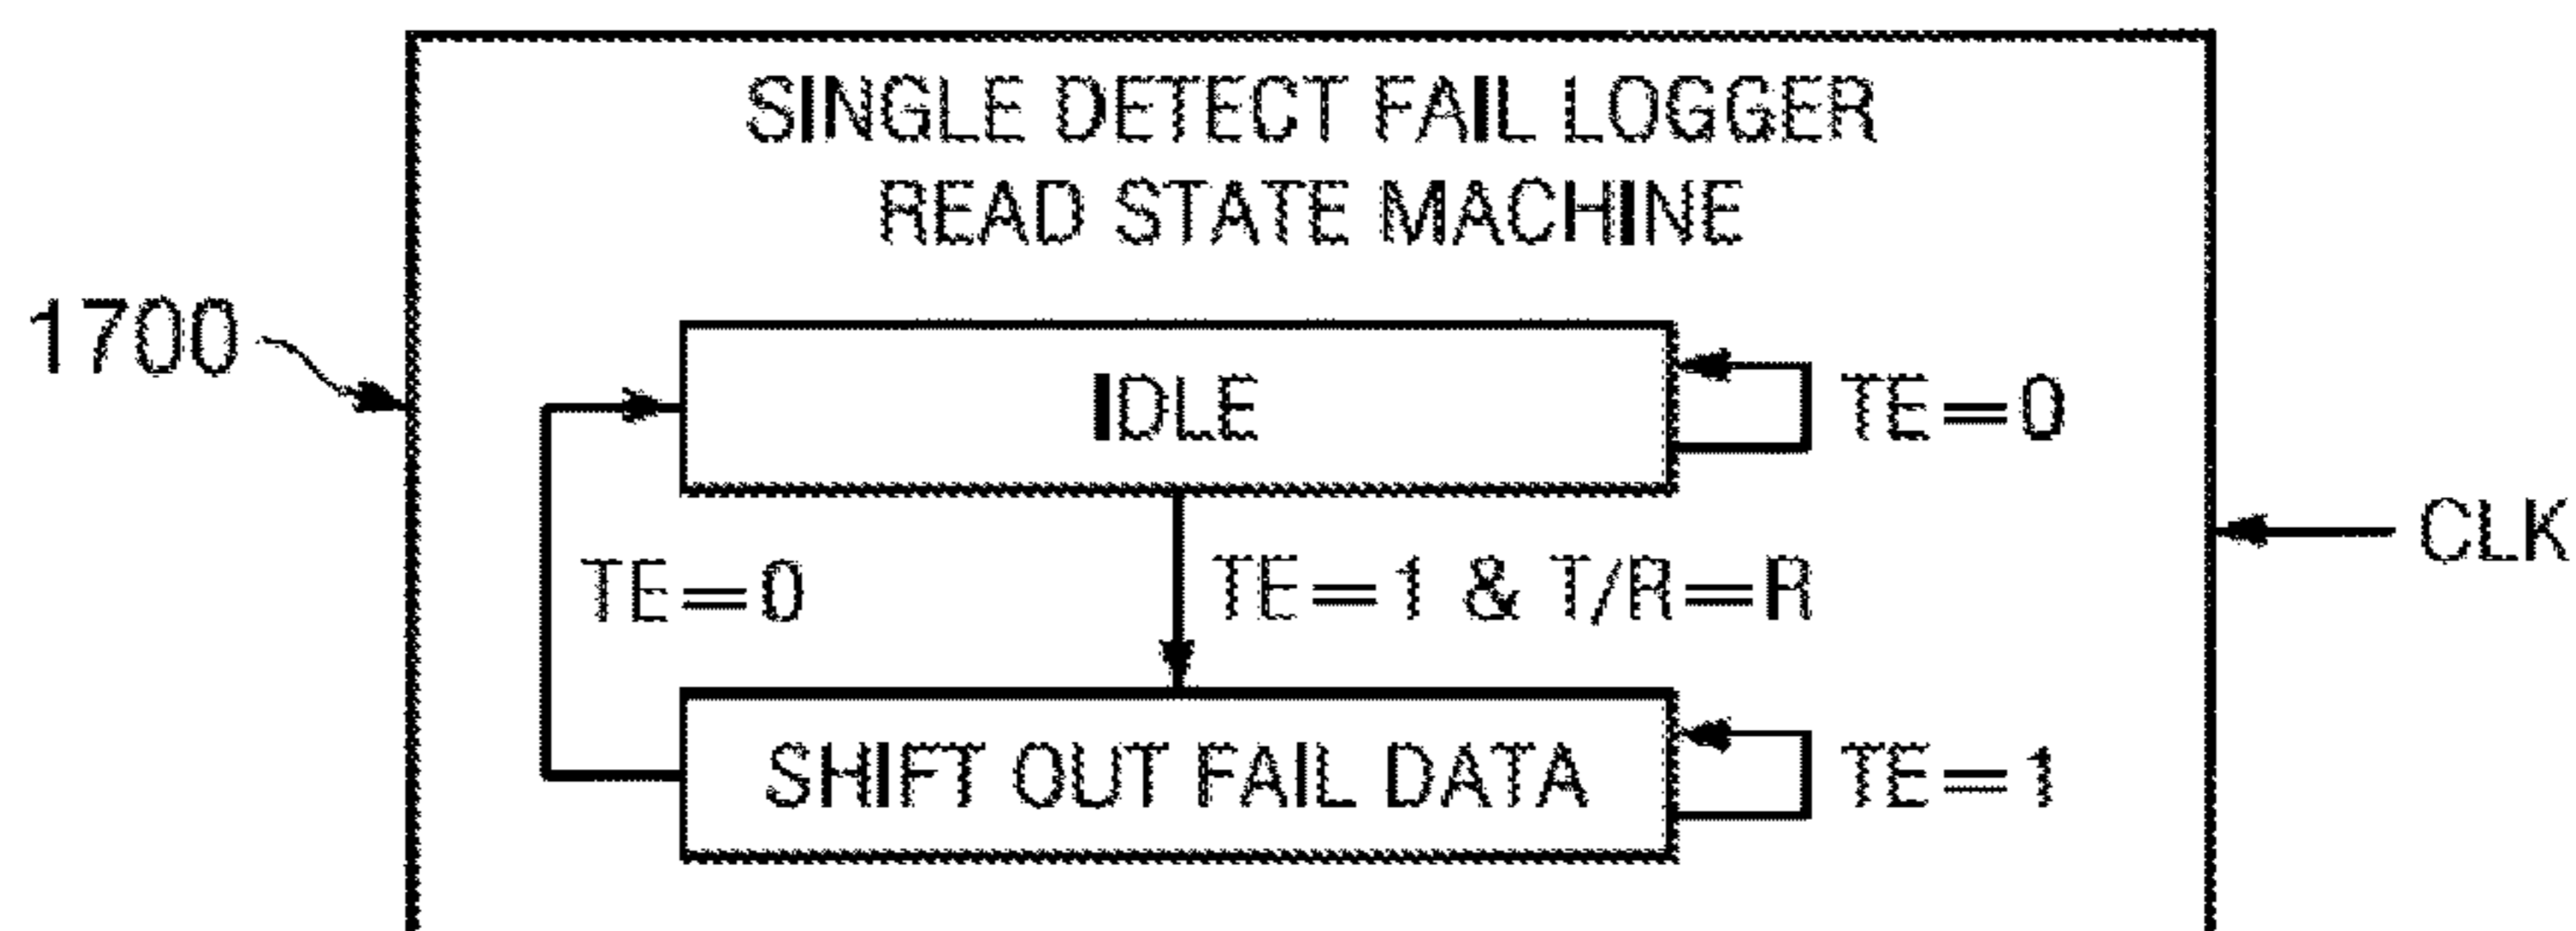 SINGLE DETECT FAIL LOGGER
READ STATE MACHINE
1700
IDLE
TE=0
CLK
TE=0
TE=1 & T/R=R
SHIFT OUT FAIL DATA
TE=1